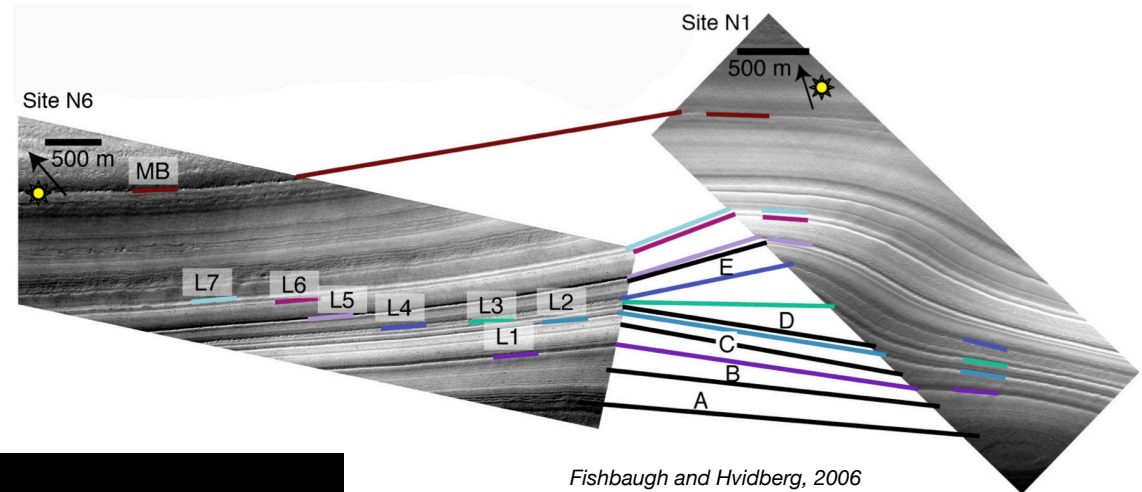 Site N1
500 m
Site N6
500 m
MB
E
L7
L6
L5
L4
L3
L2
D
L1
C
B
A
Fishbaugh and Hvidberg, 2006